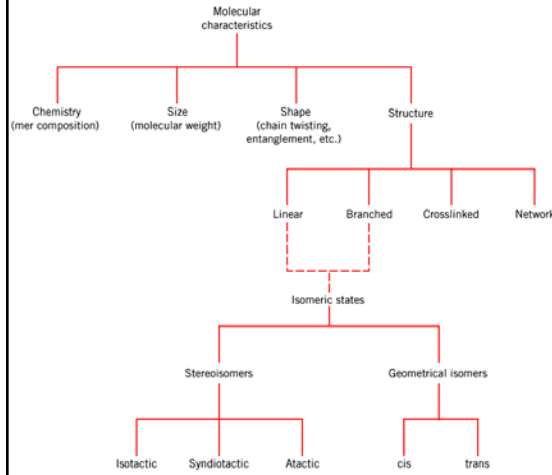 Molecular
characteristics
Chemistry
(mer composition)
Size
(molecular weight)
Shape
(chain twisting,
entanglement, etc.)
Structure
Linear
Branched
Crosslinked
Network
Isomeric states
Stereoisomers
Geometrical isomers
Isotactic
Syndiotactic
Atactic
cis
trans